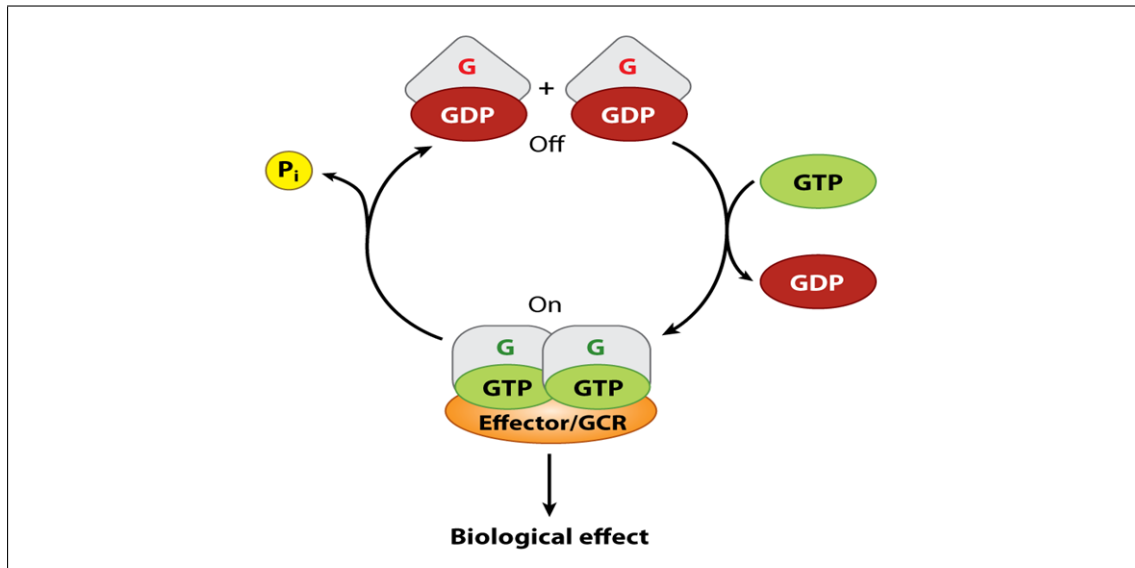 G
G
+
GDP
GDP
Off
Pi
GTP
GDP
On
G
G
GTP
GTP
Effector/GCR
Biological effect